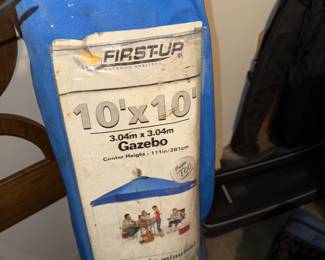 FIRST-UP
10'x10'
3.04m x 3.04m
Gazebo
Center Height - 111in/281cm